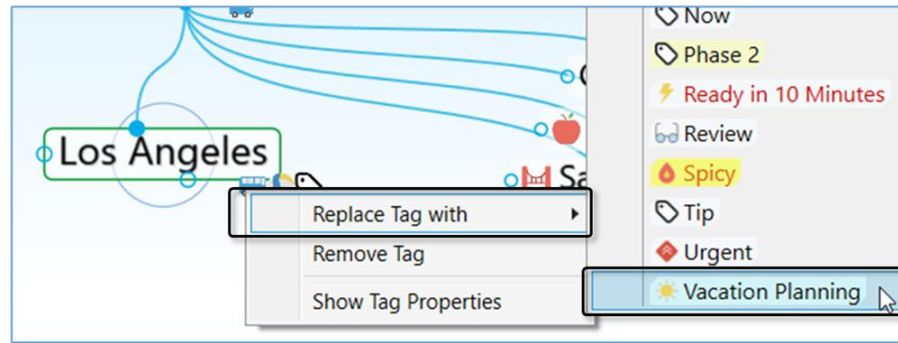 Los Angeles
Sa
Replace Tag with
Remove Tag
Show Tag Properties
Now
Phase 2
Ready in 10 Minutes
Review
Spicy
Tip
Urgent
Vacation Planning